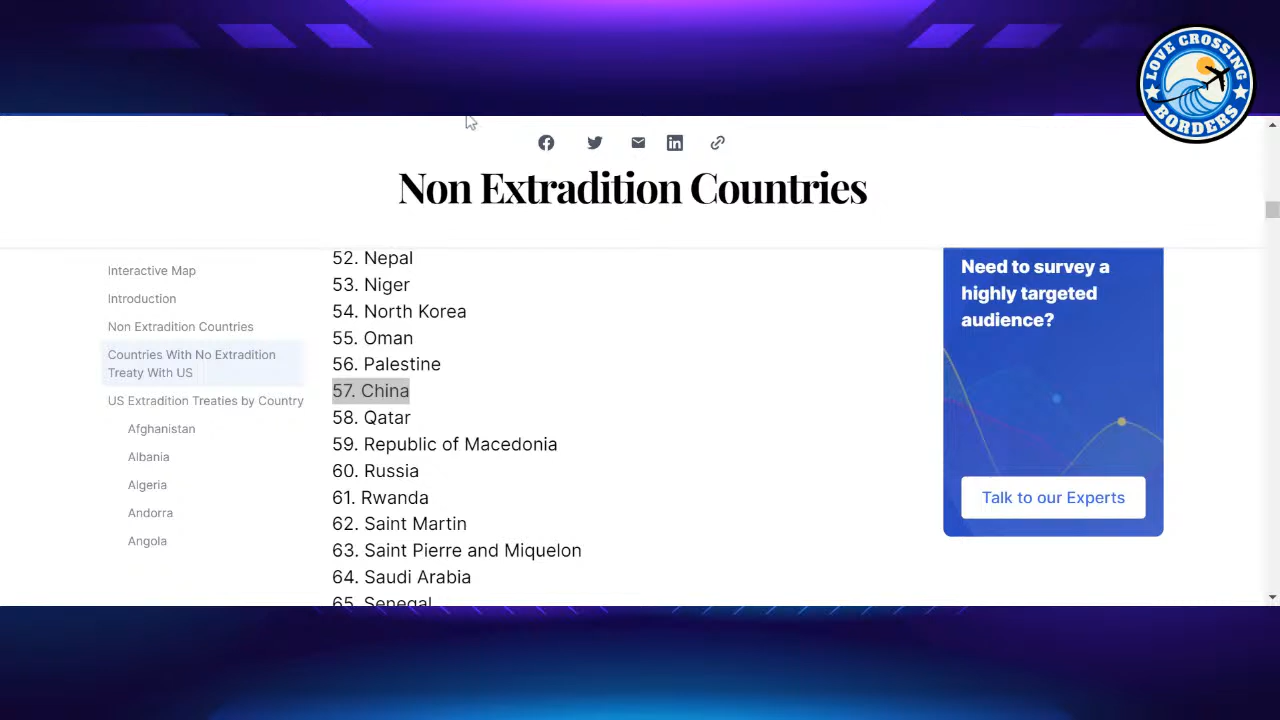 LOVE CROSSING
BORDERS
Non Extradition Countries
Interactive Map
Introduction
Non Extradition Countries
Countries With No Extradition
Treaty With US
US Extradition Treaties by Country
Afghanistan
Albania
Algeria
Andorra
Angola
52. Nepal
53. Niger
54. North Korea
55. Oman
56. Palestine
57. China
58. Qatar
59. Republic of Macedonia
60. Russia
61. Rwanda
62. Saint Martin
63. Saint Pierre and Miquelon
64. Saudi Arabia
65. Senegal
Need to survey a
highly targeted
audience?
Talk to our Experts